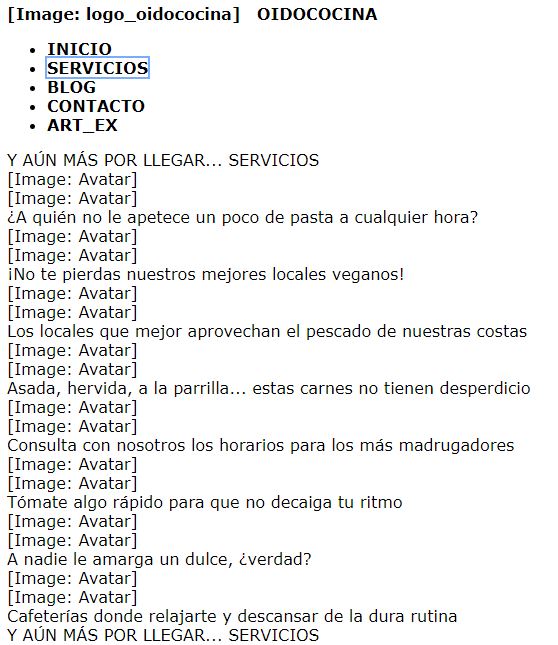 [Image: logo_oidococina] OIDOCOCINA
INICIO
SERVICIOS
BLOG
CONTACTO
ART_EX
Y AÚN MÁS POR LLEGAR... SERVICIOS
[Image: Avatar]
[Image: Avatar]
¿A quién no le apetece un poco de pasta a cualquier hora?
[Image: Avatar]
[Image: Avatar]
¡No te pierdas nuestros mejores locales veganos!
[Image: Avatar]
[Image: Avatar]
Los locales que mejor aprovechan el pescado de nuestras costas
[Image: Avatar]
[Image: Avatar]
Asada, hervida, a la parrilla... estas carnes no tienen desperdicio
[Image: Avatar]
[Image: Avatar]
Consulta con nosotros los horarios para los más madrugadores
[Image: Avatar]
[Image: Avatar]
Tómate algo rápido para que no decaiga tu ritmo
[Image: Avatar]
[Image: Avatar]
A nadie le amarga un dulce, ¿verdad?
[Image: Avatar]
[Image: Avatar]
Cafeterías donde relajarte y descansar de la dura rutina
Y AÚN MÁS POR LLEGAR... SERVICIOS